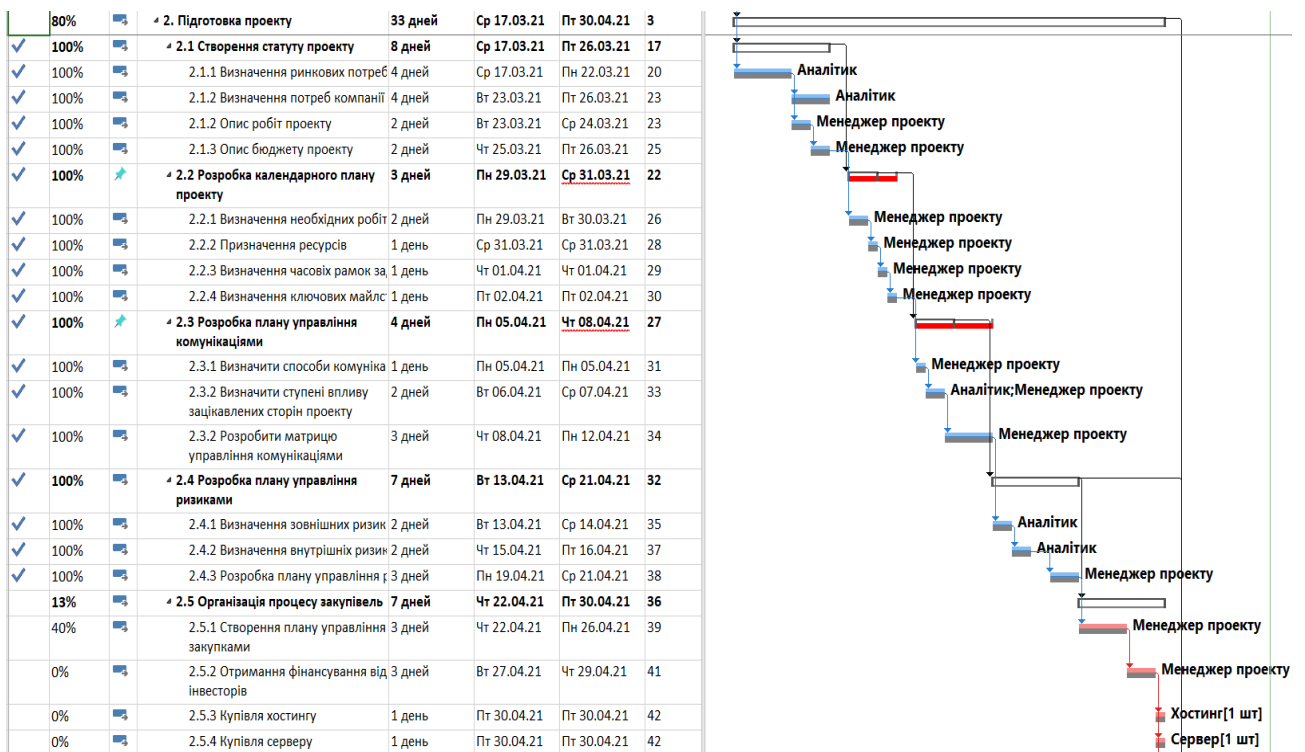 80% 2. Підготовка проекту 33 дней Ср 17.03.21 Пт 30.04.21 3
100% 2.1 Створення статуту проекту 8 дней Ср 17.03.21 Пт 26.03.21 17
100% 2.1.1 Визначення ринкових потреб 4 дней Ср 17.03.21 Пн 22.03.21 20 Аналітик
100% 2.1.2 Визначення потреб компанії 4 дней Вт 23.03.21 Пт 26.03.21 23 Аналітик
100% 2.1.2 Опис робіт проекту 2 дней Вт 23.03.21 Ср 24.03.21 23 Менеджер проекту
100% 2.1.3 Опис бюджету проекту 2 дней Чт 25.03.21 Пт 26.03.21 25 Менеджер проекту
100% 2.2 Розробка календарного плану 3 дней Пн 29.03.21 Ср 31.03.21 22
проекту
100% 2.2.1 Визначення необхідних робіт 2 дней Пн 29.03.21 Вт 30.03.21 26 Менеджер проекту
100% 2.2.2 Призначення ресурсів 1 день Ср 31.03.21 Ср 31.03.21 28 Менеджер проекту
100% 2.2.3 Визначення часовіх рамок за 1 день Чт 01.04.21 Чт 01.04.21 29 Менеджер проекту
100% 2.2.4 Визначення ключових майлс 1 день Пт 02.04.21 Пт 02.04.21 30 Менеджер проекту
100% 2.3 Розробка плану управління 4 дней Пн 05.04.21 Чт 08.04.21 27
комунікаціями
100% 2.3.1 Визначити способи комуніка 1 день Пн 05.04.21 Пн 05.04.21 31 Менеджер проекту
100% 2.3.2 Визначити ступені впливу 2 дней Вт 06.04.21 Ср 07.04.21 33 Аналітик;Менеджер проекту
зацікавлених сторін проекту
100% 2.3.2 Розробити матрицю 3 дней Чт 08.04.21 Пн 12.04.21 34 Менеджер проекту
управління комунікаціями
100% 2.4 Розробка плану управління 7 дней Вт 13.04.21 Ср 21.04.21 32
ризиками
100% 2.4.1 Визначення зовнішних ризик 2 дней Вт 13.04.21 Ср 14.04.21 35 Аналітик
100% 2.4.2 Визначення внутрішніх ризик 2 дней Чт 15.04.21 Пт 16.04.21 37 Аналітик
100% 2.4.3 Розробка плану управління р 3 дней Пн 19.04.21 Ср 21.04.21 38 Менеджер проекту
13% 2.5 Організація процесу закупівель 7 дней Чт 22.04.21 Пт 30.04.21 36
40% 2.5.1 Створення плану управління 3 дней Чт 22.04.21 Пн 26.04.21 39 Менеджер проекту
закупками
0% 2.5.2 Отримання фінансування від 3 дней Вт 27.04.21 Чт 29.04.21 41 Менеджер проекту
інвесторів
0% 2.5.3 Купівля хостингу 1 день Пт 30.04.21 Пт 30.04.21 42 Хостинг[1 шт]
0% 2.5.4 Купівля серверу 1 день Пт 30.04.21 Пт 30.04.21 42 Сервер[1 шт]